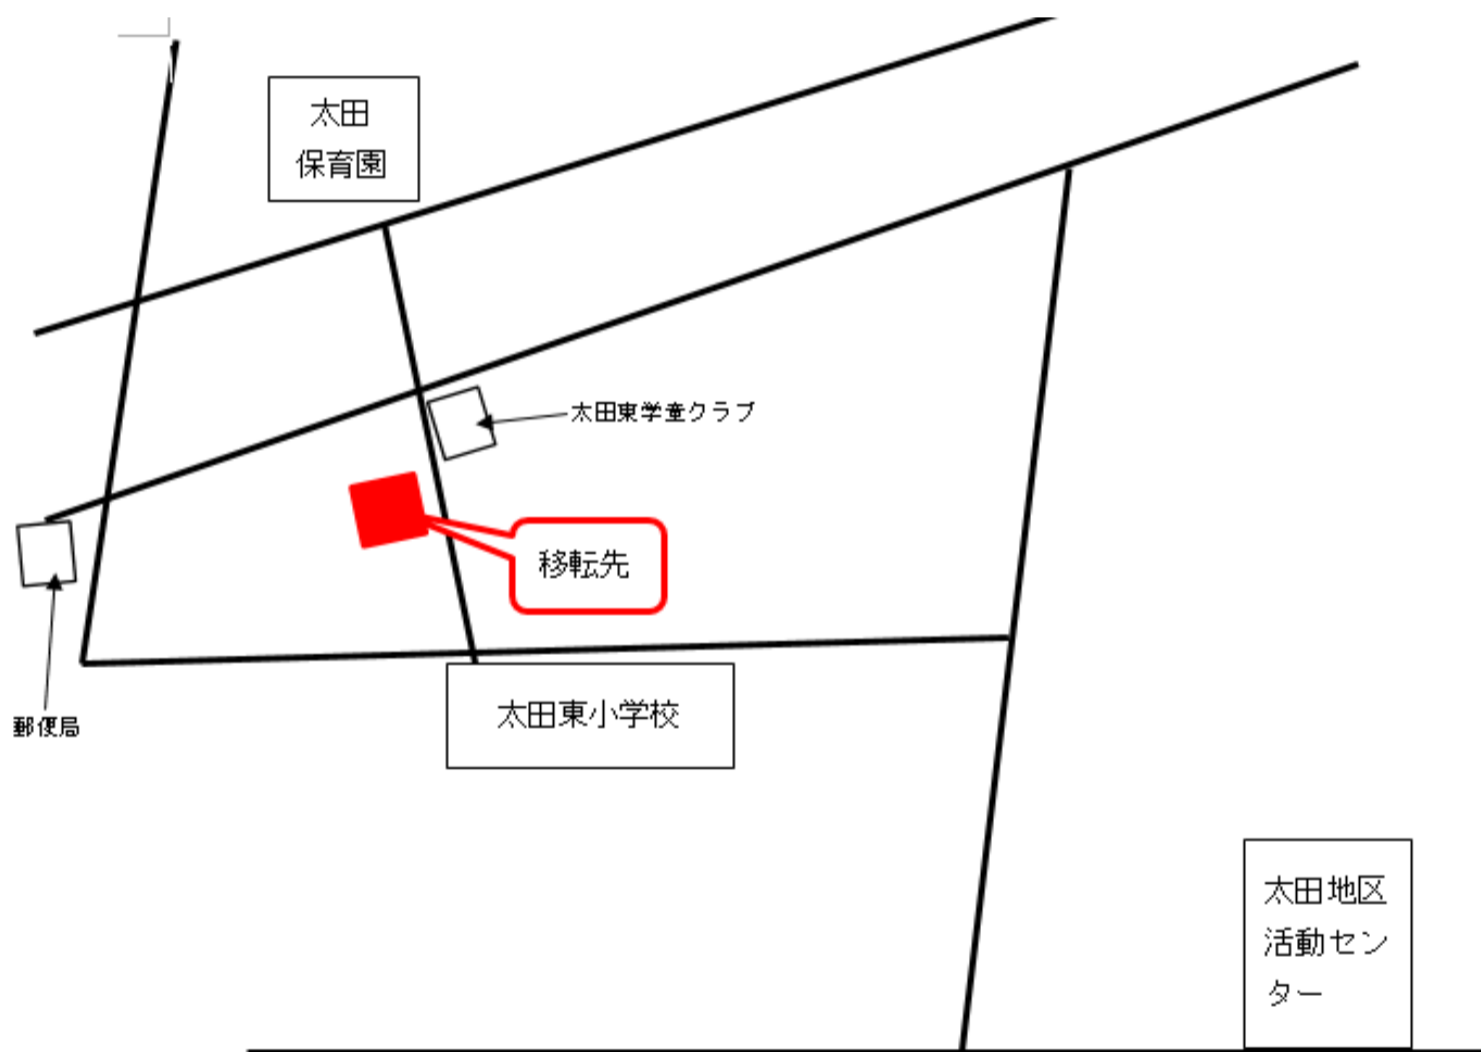 太田
保育園
太田東学童クラブ
移転先
郵便局
太田東小学校
太田地区
活動セン
ター